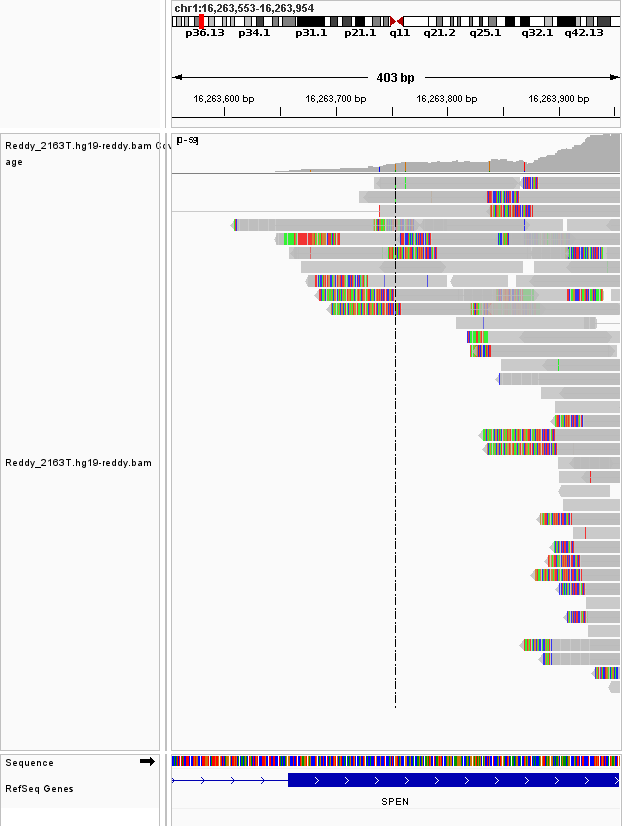 chr1:16,263,553-16,263,954
p36.13 p34.1 p31.1 p21.1 q11 q21.2 q25.1 q32.1 q42.13
403 bp
16,263,600 bp 16,263,700 bp 16,263,800 bp 16,263,900 bp
[0-59]
Reddy_2163T.hg19-reddy.bam Cov
age
Reddy_2163T.hg19-reddy.bam
Sequence
RefSeq Genes
SPEN